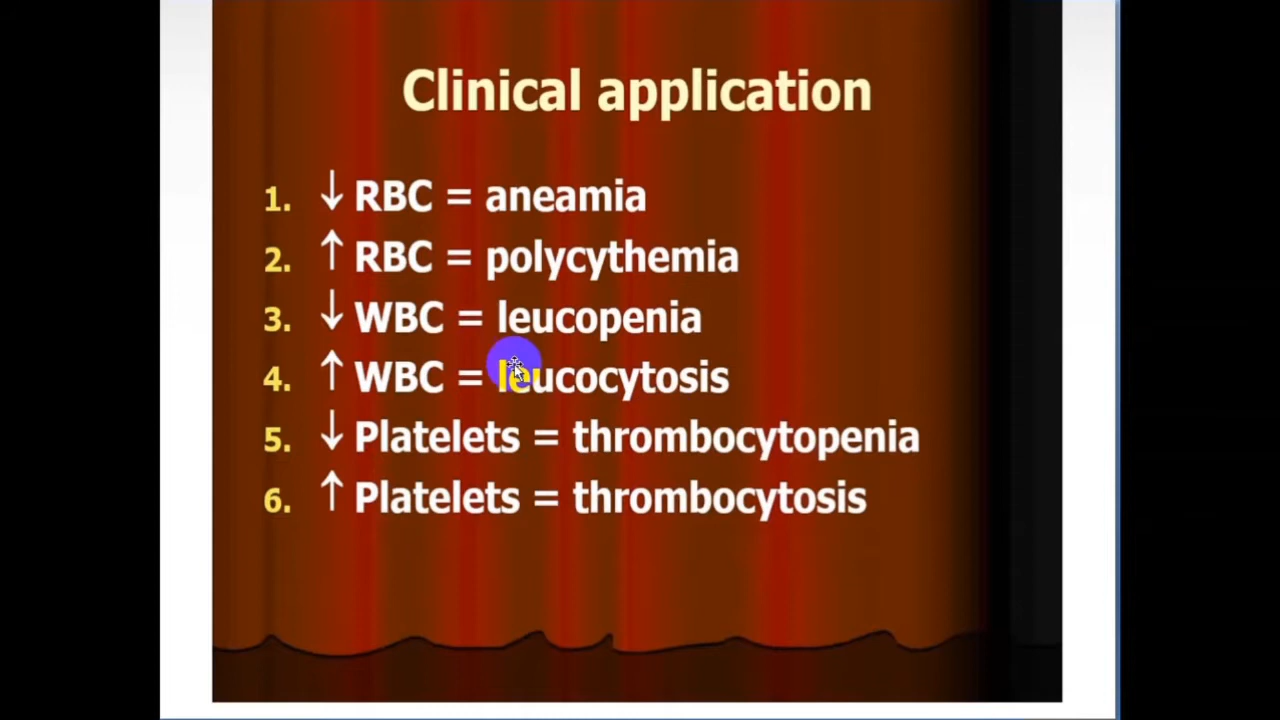 Clinical application
1. ↓ RBC = aneamia
2. ↑ RBC = polycythemia
3. ↓ WBC = leucopenia
4. ↑ WBC = leucocytosis
5. ↓ Platelets = thrombocytopenia
6. ↑ Platelets = thrombocytosis